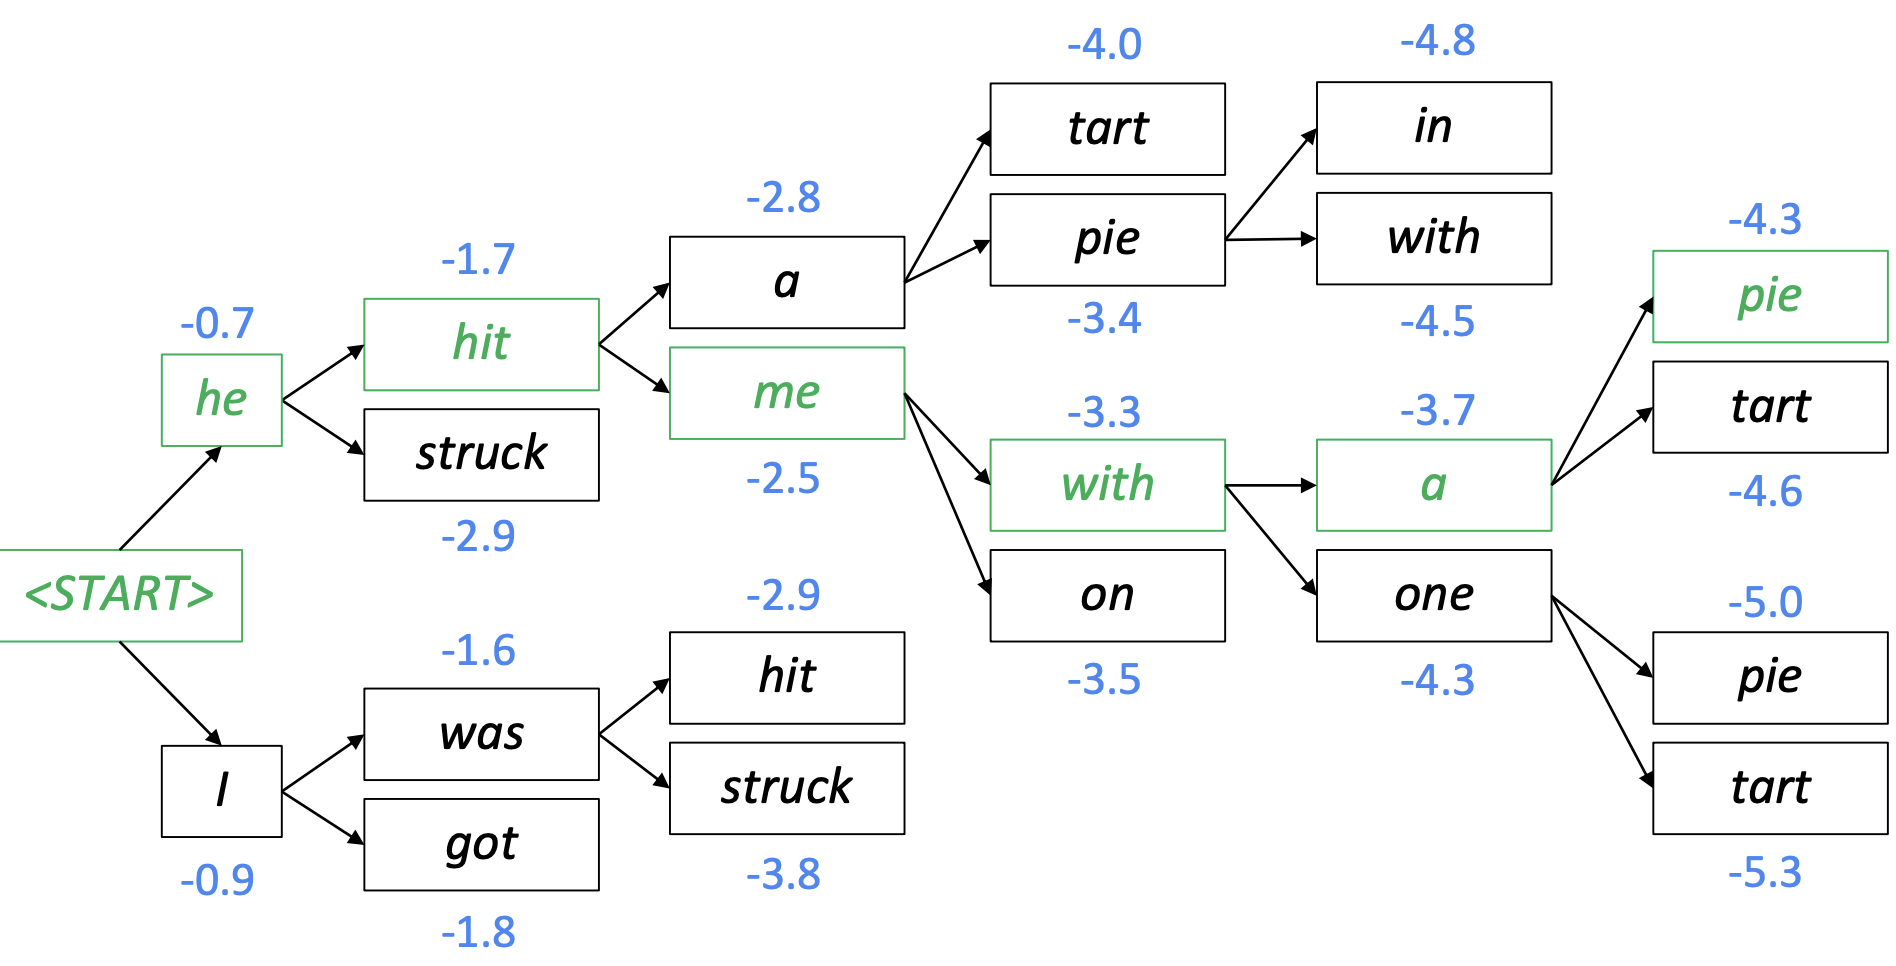 -4.0
-4.8
tart
in
-2.8
-4.3
pie
with
-1.7
a
pie
-0.7
-3.4
-4.5
hit
he
me
-3.3
-3.7
tart
struck
-2.5
with
a
-4.6
-2.9
<START>
-2.9
on
one
-5.0
-1.6
hit
-3.5
-4.3
pie
was
I
struck
tart
got
-0.9
-3.8
-5.3
-1.8